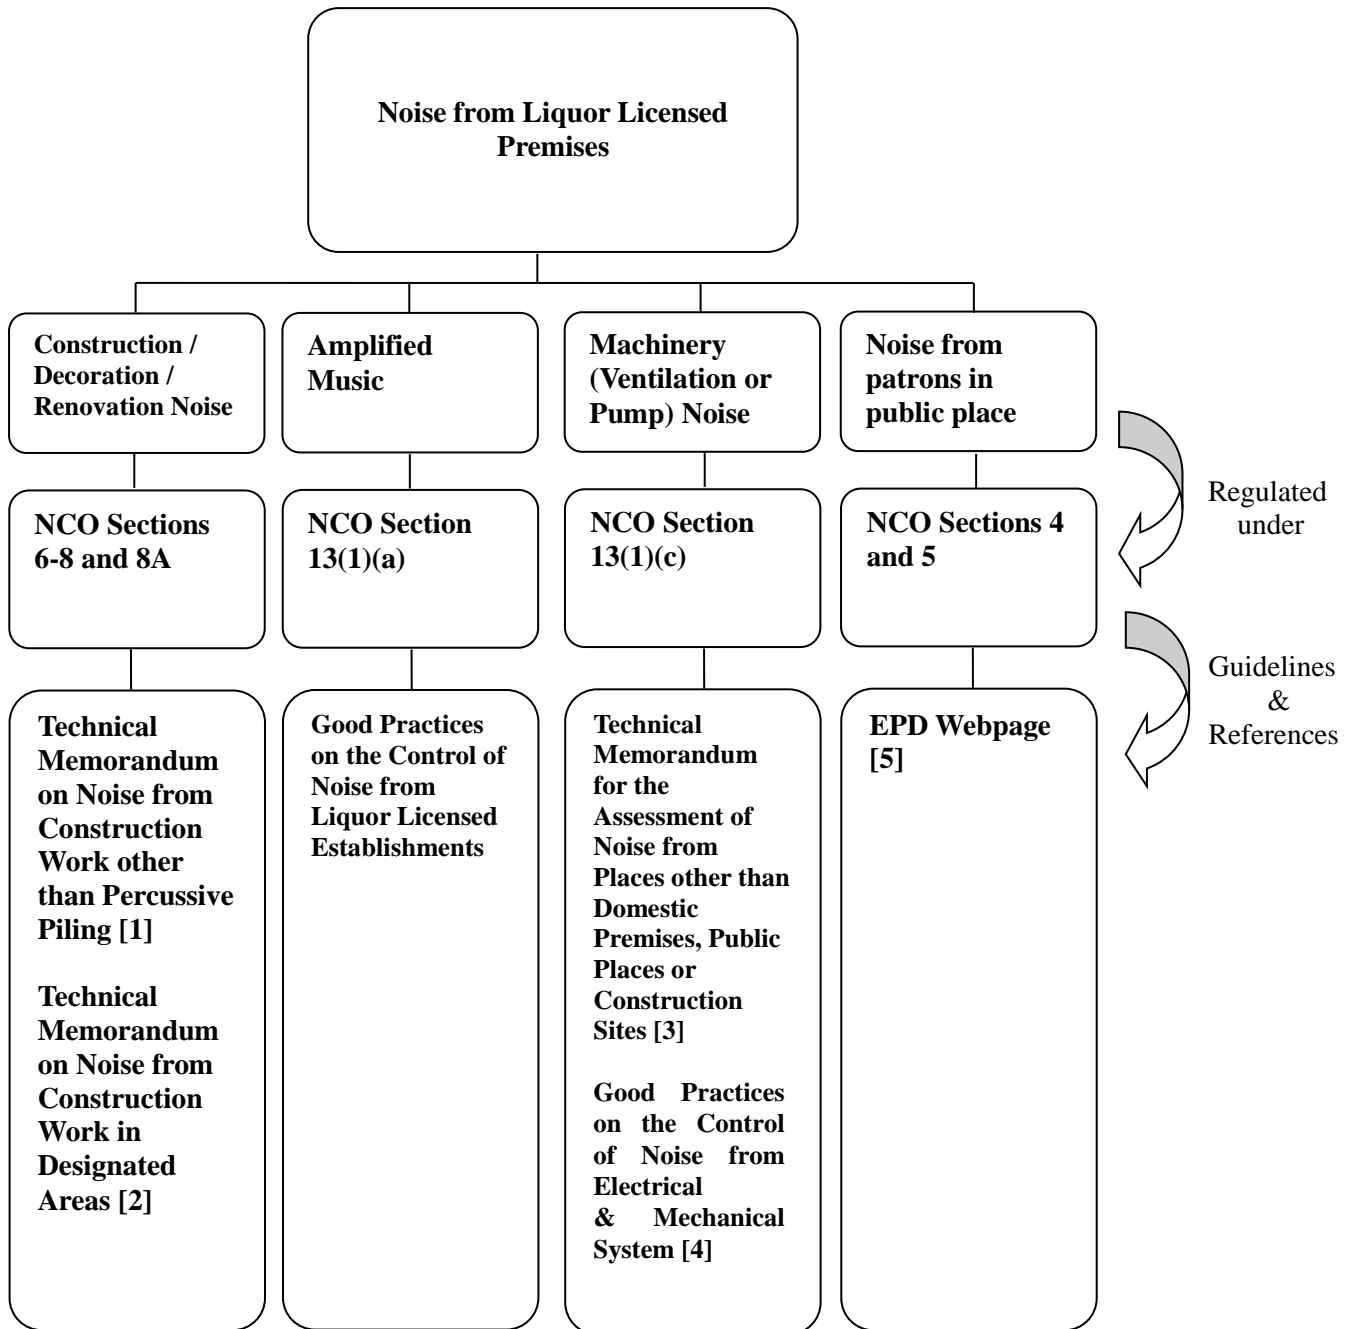 Noise from Liquor Licensed
Premises
Construction /
Decoration /
Renovation Noise
Amplified
Music
Machinery
(Ventilation or
Pump) Noise
Noise from
patrons in
public place
Regulated
under
NCO Sections
6-8 and 8A
NCO Section
13(1)(a)
NCO Section
13(1)(c)
NCO Sections 4
and 5
Guidelines
&
References
Technical
Memorandum
on Noise from
Construction
Work other
than Percussive
Piling [1]
Technical
Memorandum
on Noise from
Construction
Work in
Designated
Areas [2]
Good Practices
on the Control of
Noise from
Liquor Licensed
Establishments
Technical
Memorandum
for the
Assessment of
Noise from
Places other than
Domestic
Premises, Public
Places or
Construction
Sites [3]
Good Practices
on the Control
of Noise from
Electrical
& Mechanical
System [4]
EPD Webpage
[5]